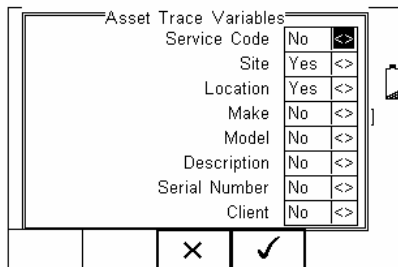 Asset Trace Variables
Service Code No <>
Site Yes <>
Location Yes <>
Make No <>
Model No <>
Description No <>
Serial Number No <>
Client No <>